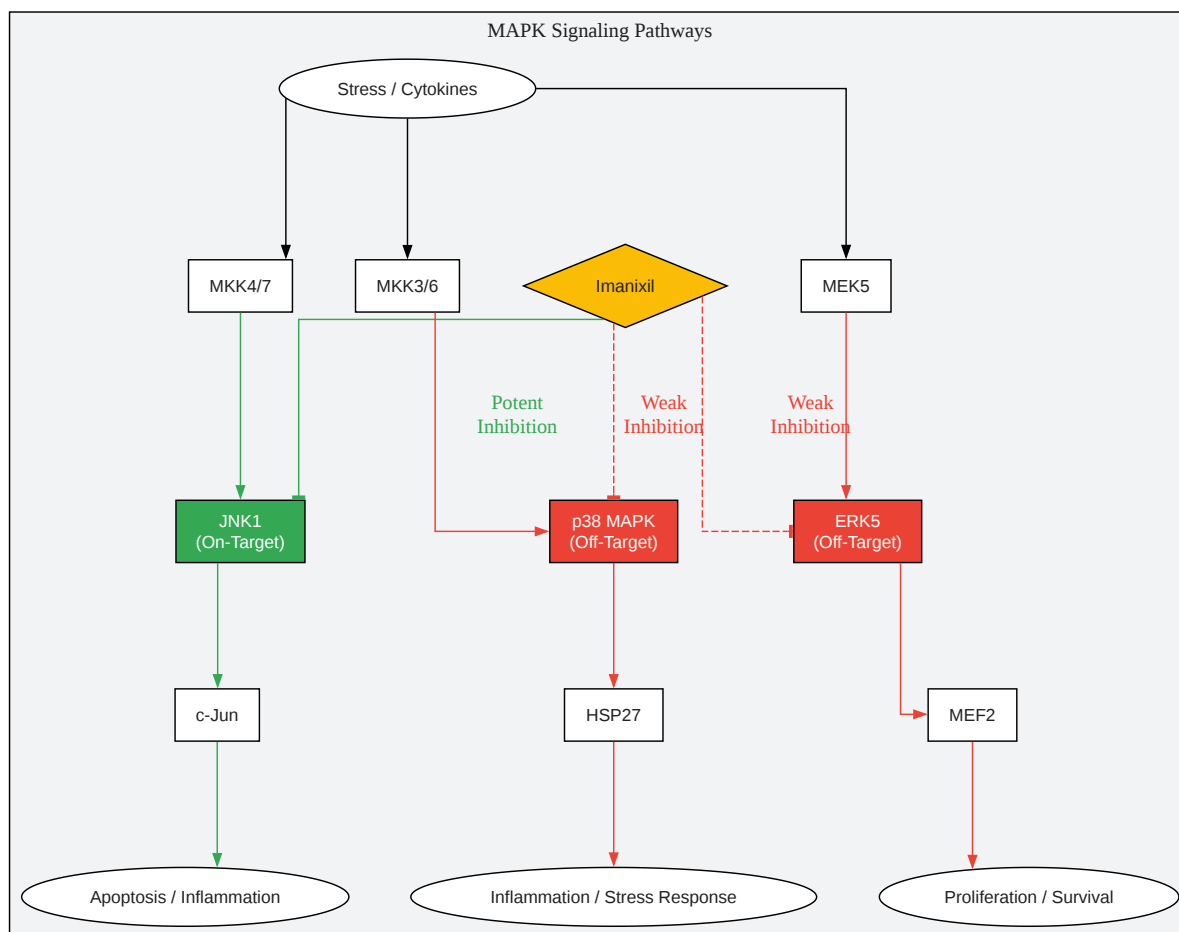 MAPK Signaling Pathways
Stress / Cytokines
MKK4/7
MKK3/6
Imanixil
MEK5
Potent
Inhibition
Weak
Inhibition
Weak
Inhibition
JNK1
(On-Target)
p38 MAPK
(Off-Target)
ERK5
(Off-Target)
c-Jun
HSP27
MEF2
Apoptosis / Inflammation
Inflammation / Stress Response
Proliferation / Survival